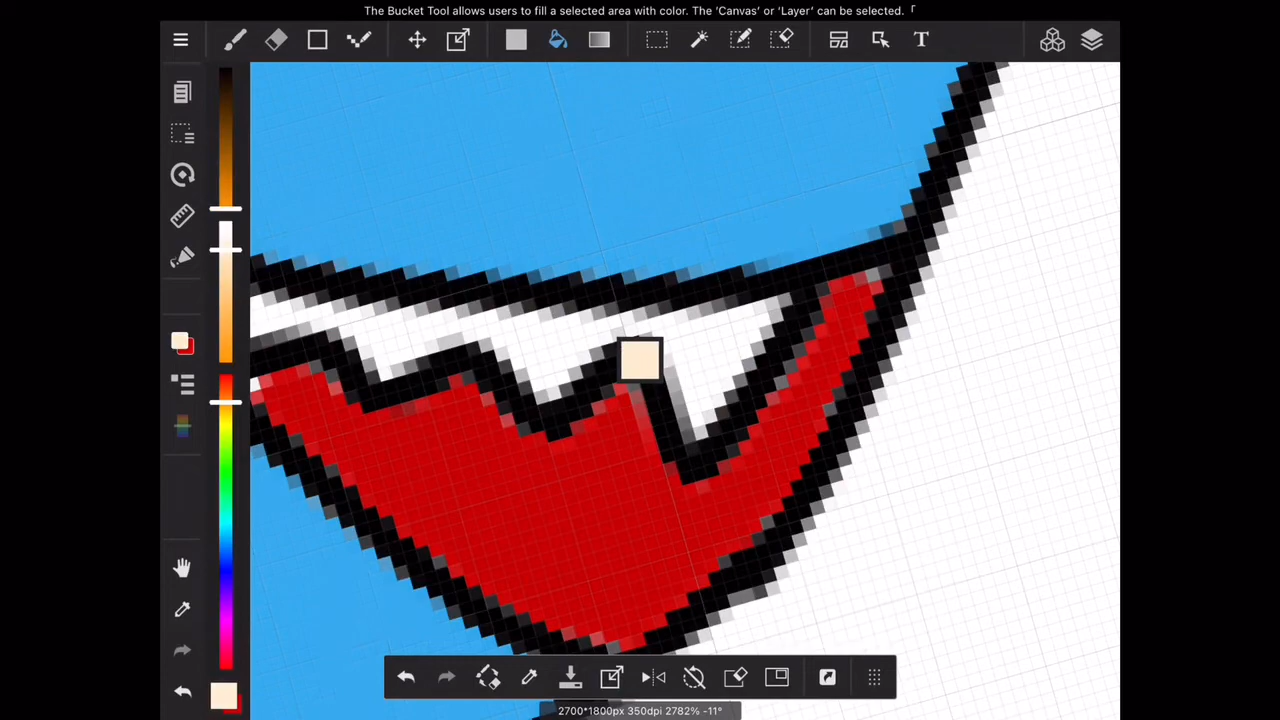 The Bucket Tool allows users to fill a selected area with color. The 'Canvas' or 'Layer' can be selected.「
T
2700*1800px 350dpi 2782% -11°